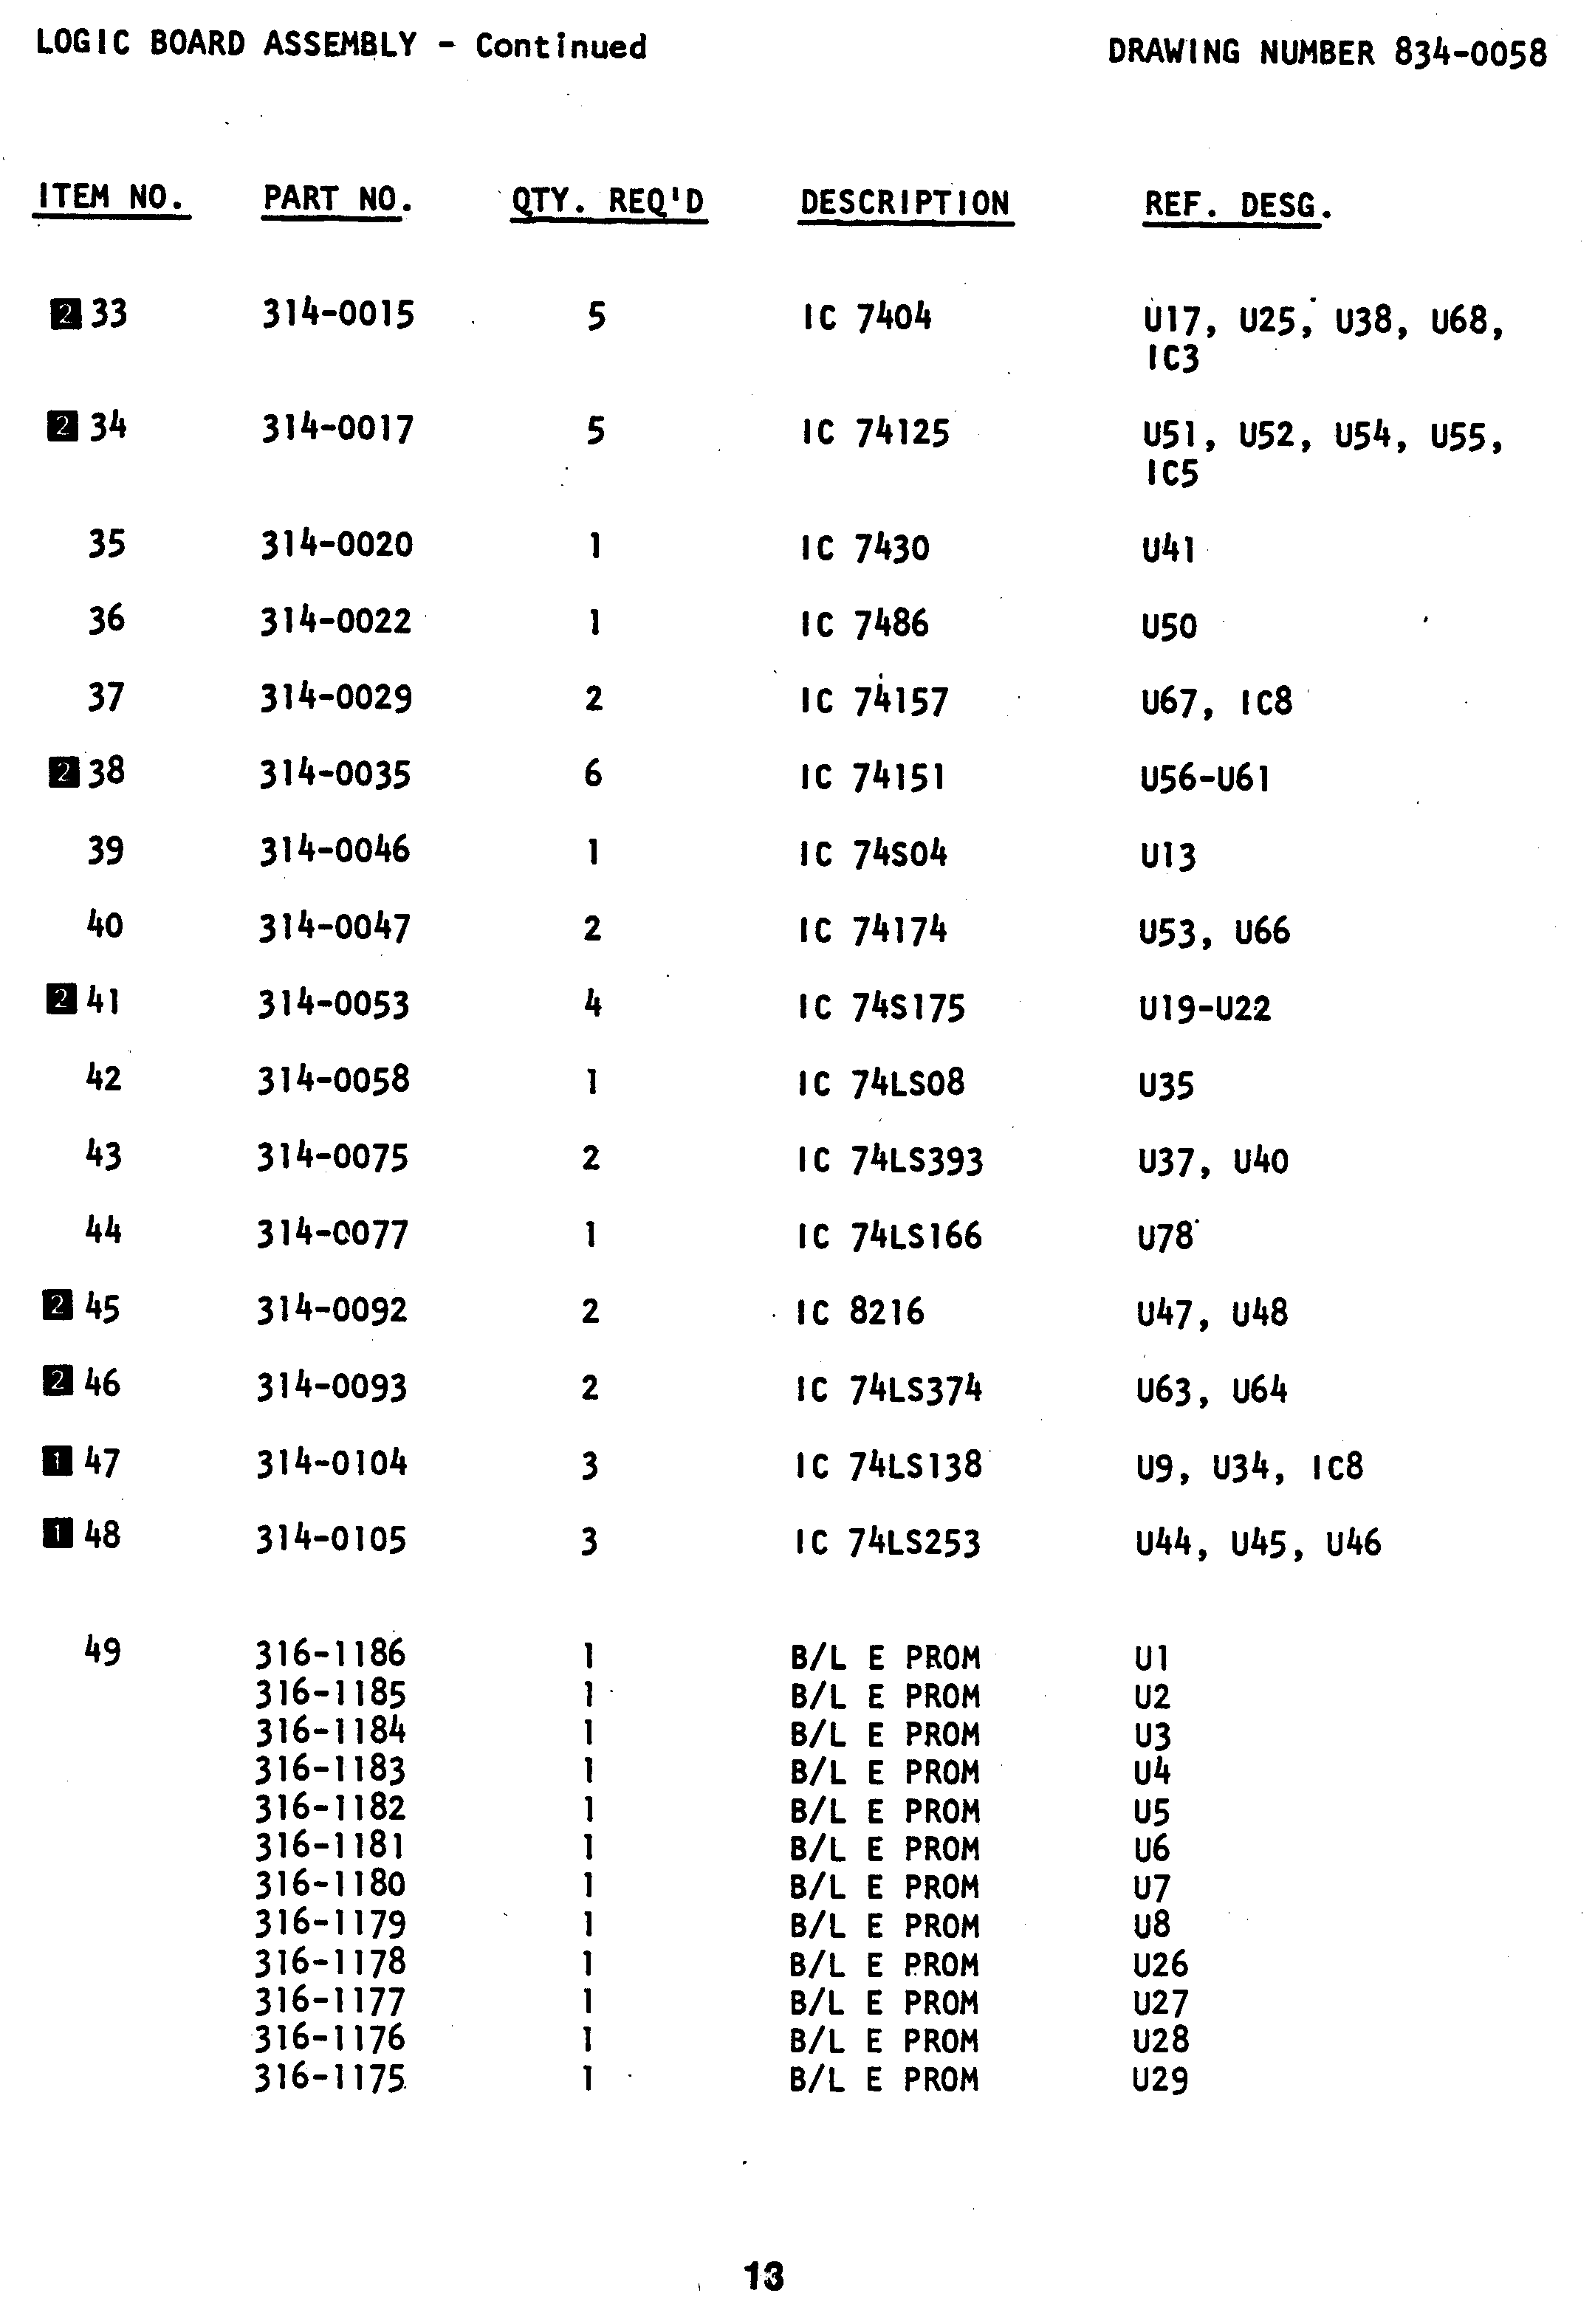 LOGIC BOARD ASSEMBLY - Continued DRAWING NUMBER 834-0058
ITEM NO. PART NO. QTY. REQ'D DESCRIPTION REF. DESG.
2 33 314-0015 5 IC 7404 U17, U25, U38, U68,
IC3
2 34 314-0017 5 IC 74125 U51, U52, U54, U55,
IC5
35 314-0020 1 IC 7430 U41
36 314-0022 1 IC 7486 U50
37 314-0029 2 IC 74157 U67, IC8
2 38 314-0035 6 IC 74151 U56-U61
39 314-0046 1 IC 74S04 U13
40 314-0047 2 IC 74174 U53, U66
2 41 314-0053 4 IC 74S175 U19-U22
42 314-0058 1 IC 74LS08 U35
43 314-0075 2 IC 74LS393 U37, U40
44 314-0077 1 IC 74LS166 U78
2 45 314-0092 2 IC 8216 U47, U48
2 46 314-0093 2 IC 74LS374 U63, U64
1 47 314-0104 3 IC 74LS138 U9, U34, IC8
1 48 314-0105 3 IC 74LS253 U44, U45, U46
49 316-1186 1 B/L E PROM U1
316-1185 1 B/L E PROM U2
316-1184 1 B/L E PROM U3
316-1183 1 B/L E PROM U4
316-1182 1 B/L E PROM U5
316-1181 1 B/L E PROM U6
316-1180 1 B/L E PROM U7
316-1179 1 B/L E PROM U8
316-1178 1 B/L E PROM U26
316-1177 1 B/L E PROM U27
316-1176 1 B/L E PROM U28
316-1175 1 B/L E PROM U29
13